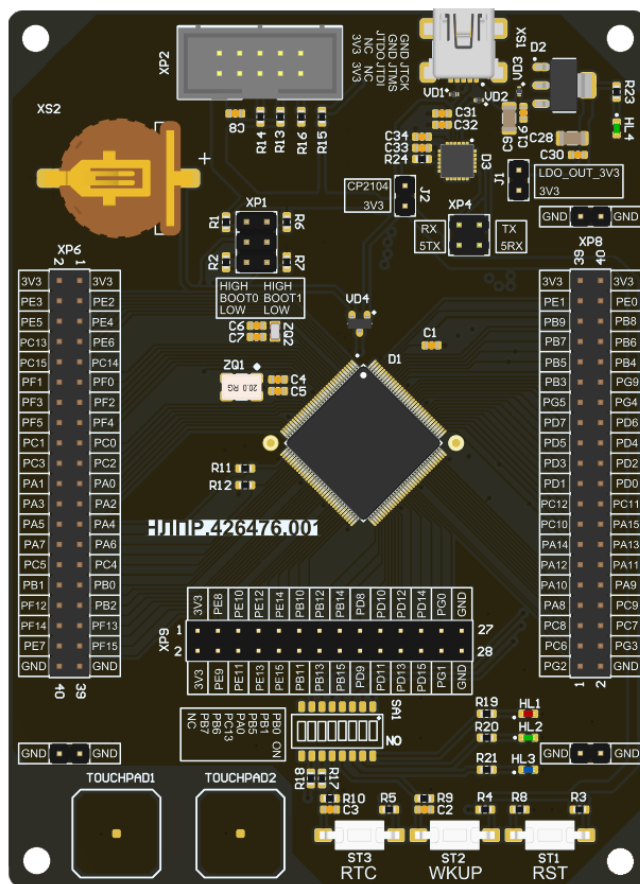 XP2
GND JTCK
GND JTMS
NC NC
JTDO JTDI
3V3 3V3
XS1
VD3
D2
VD1
VD2
R23
HL4
XS2
C8
R14
R13
R16
R15
C31
C32
C34
C33
R24
D3
C9
C16
C28
C30
J1
LDO_OUT_3V3
3V3
CP2104
3V3
J2
XP4
RX
5TX
TX
5RX
GND
GND
XP1
R1
R6
R2
R7
HIGH HIGH
BOOT0 BOOT1
LOW LOW
C6
C7
ZQ2
VD4
C1
ZQ1
20.0 RG
C4
C5
D1
R11
R12
НЛПР.426476.001
XP6
2 1
3V3 3V3
PE3 PE2
PE5 PE4
PC13 PE6
PC15 PC14
PF1 PF0
PF3 PF2
PF5 PF4
PC1 PC0
PC3 PC2
PA1 PA0
PA3 PA2
PA5 PA4
PA7 PA6
PC5 PC4
PB1 PB0
PF12 PB2
PF14 PF13
PE7 PF15
GND GND
40 39
XP8
39 40
3V3 3V3
PE1 PE0
PB9 PB8
PB7 PB6
PB5 PB4
PB3 PG9
PG5 PG4
PD7 PD6
PD5 PD4
PD3 PD2
PD1 PD0
PC12 PC11
PC10 PA15
PA14 PA13
PA12 PA11
PA10 PA9
PA8 PC9
PC8 PC7
PC6 PC3
PG2 GND
1 2
3V3 PE8 PE10 PE12 PE14 PB10 PB12 PB14 PD8 PD10 PD12 PD14 PG0 GND
XP9
1 27
2 28
3V3 PE9 PE11 PE13 PE15 PB11 PB13 PB15 PD9 PD11 PD13 PD15 PG1 GND
PB0 ON
PB1
PB5
PA0
PC13
PB6
PB7
NC
SA1
NO
R19
HL1
R20
HL2
R21
HL3
GND
GND
R18
R17
TOUCHPAD1
TOUCHPAD2
R10
C3
R5
R9
C2
R4
R8
R3
ST3
RTC
ST2
WKUP
ST1
RST